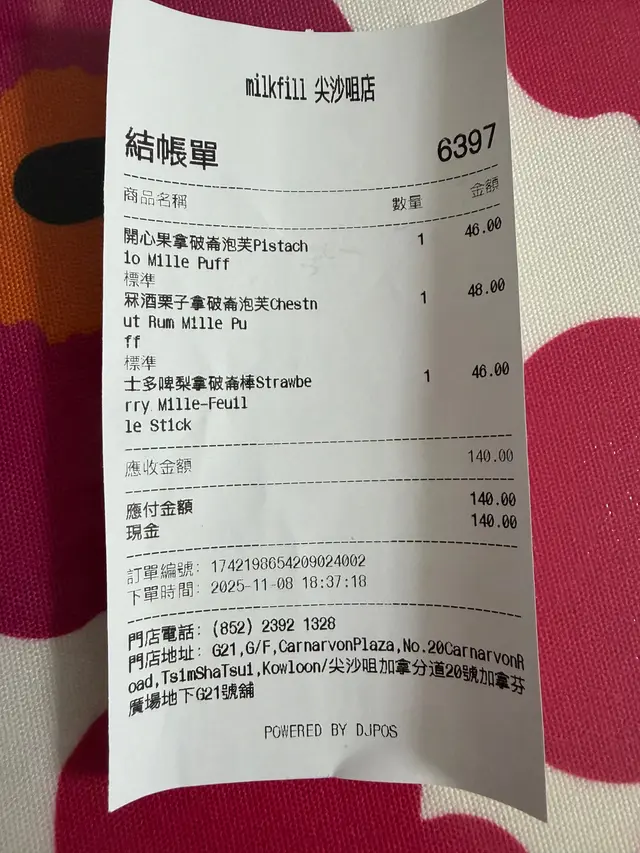 milkfill 尖沙咀店
結帳單 6397
商品名稱 數量 金額
開心果拿破崙泡芙Pistach 1 46.00
io Mille Puff
標準
冧酒栗子拿破崙泡芙Chestn 1 48.00
ut Rum Mille Pu
ff
標準
士多啤梨拿破崙棒Strawbe 1 46.00
rry Mille-Feuil
le Stick
應收金額 140.00
應付金額 140.00
現金 140.00
訂單編號: 1742198654209024002
下單時間: 2025-11-08 18:37:18
門店電話: (852) 2392 1328
門店地址: G21,G/F,CarnarvonPlaza,No.20CarnarvonR
oad,TsimShaTsui,Kowloon/尖沙咀加拿分道20號加拿芬
廣場地下G21號舖
POWERED BY DJPOS